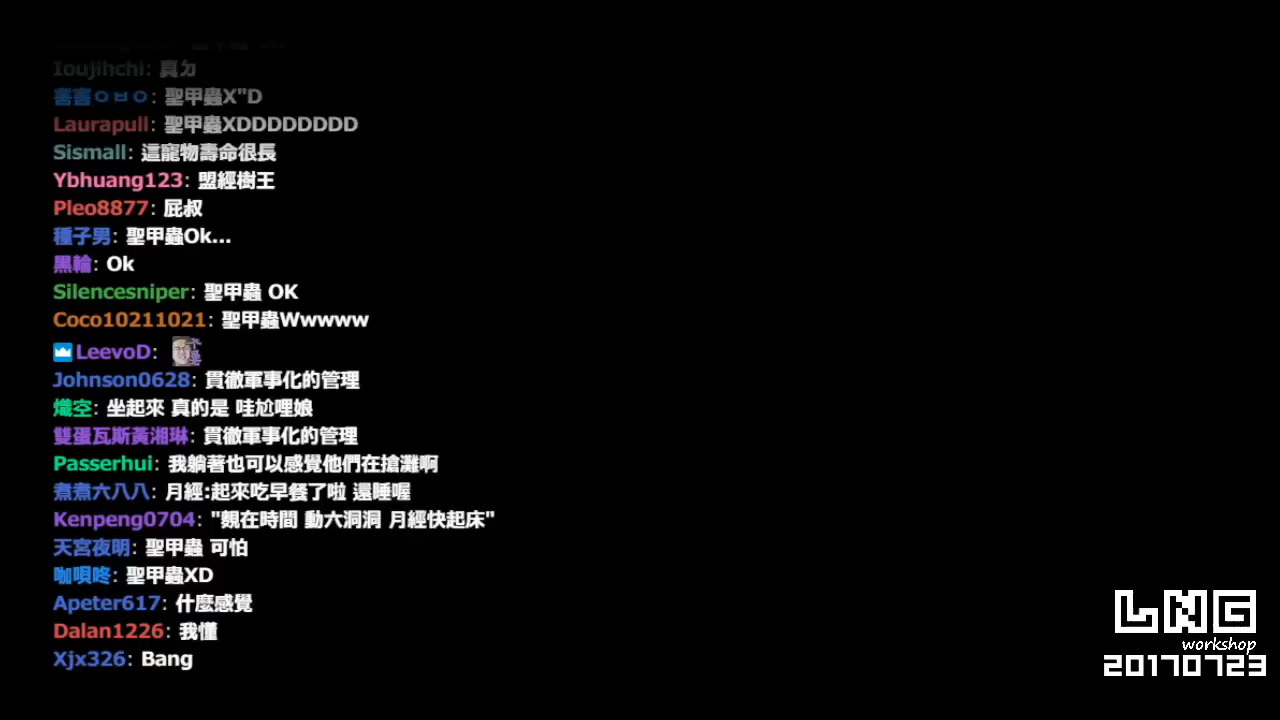 Ioujihchi: 真ㄉ
害害ㅇㅂㅇ: 聖甲蟲X"D
Laurapull: 聖甲蟲XDDDDDDDD
Sismall: 這寵物壽命很長
Ybhuang123: 盟經樹王
Pleo8877: 屁叔
種子男: 聖甲蟲Ok...
黑輪: Ok
Silencesniper: 聖甲蟲 OK
Coco10211021: 聖甲蟲Wwwww
LeevoD:
Johnson0628: 貫徹軍事化的管理
熾空: 坐起來 真的是 哇尬哩娘
雙蛋瓦斯黃湘琳: 貫徹軍事化的管理
Passerhui: 我躺著也可以感覺他們在搶灘啊
煮煮六八八: 月經:起來吃早餐了啦 還睡喔
Kenpeng0704: "覯在時間 動六洞洞 月經快起床"
天宮夜明: 聖甲蟲 可怕
咖唄咚: 聖甲蟲XD
Apeter617: 什麼感覺
Dalan1226: 我懂
Xjx326: Bang
LNG
workshop
20170723